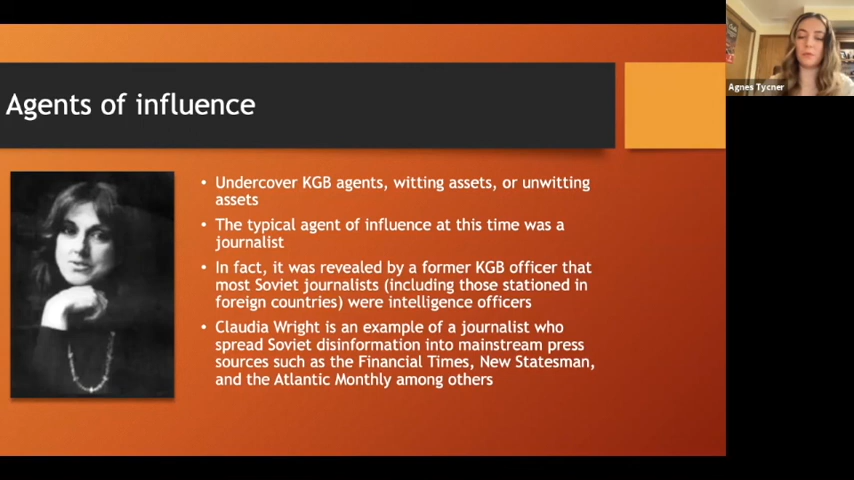 Agents of influence
Agnes Tycner
• Undercover KGB agents, witting assets, or unwitting
assets
• The typical agent of influence at this time was a
journalist
• In fact, it was revealed by a former KGB officer that
most Soviet journalists (including those stationed in
foreign countries) were intelligence officers
• Claudia Wright is an example of a journalist who
spread Soviet disinformation into mainstream press
sources such as the Financial Times, New Statesman,
and the Atlantic Monthly among others